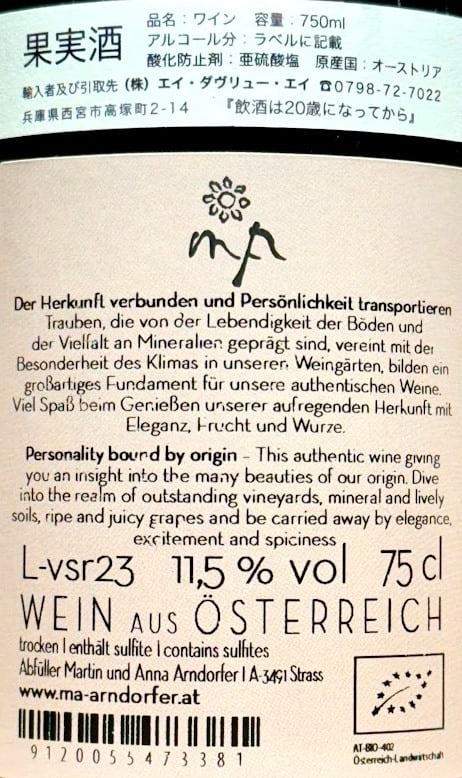 果実酒
品名：ワイン 容量：750ml
アルコール分：ラベルに記載
酸化防止剤：亜硫酸塩 原産国：オーストリア
輸入者及び引取先 (株) エイ・ダヴリュー・エイ ☎0798-72-7022
兵庫県西宮市高塚町2-14 『飲酒は20歳になってから』
ma
Der Herkunft verbunden und Persönlichkeit transportieren
Trauben, die von der Lebendigkeit der Böden und
der Vielfalt an Mineralien geprägt sind, vereint mit der
Besonderheit des Klimas in unseren Weingärten, bilden ein
großartiges Fundament für unsere authentischen Weine.
Viel Spaß beim Genießen unserer aufregenden Herkunft mit
Eleganz, Frucht und Würze.
Personality bound by origin – This authentic wine giving
you an insight into the many beauties of our origin. Dive
into the realm of outstanding vineyards, mineral and lively
soils, ripe and juicy grapes and be carried away by elegance,
excitement and spiciness
L-vsr23 11,5 % vol 75 cl
WEIN AUS ÖSTERREICH
trocken | enthält sulfite | contains sulfites
Abfüller Martin und Anna Arndorfer | A-3491 Strass
www.ma-arndorfer.at
9120055473381
AT-BIO-402
Österreich-Landwirtschaft